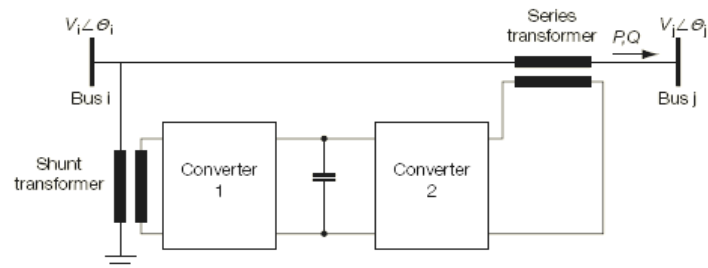 Vi∠Θi
Bus i
Series
transformer
P,Q
Vj∠Θj
Bus j
Shunt
transformer
Converter
1
Converter
2